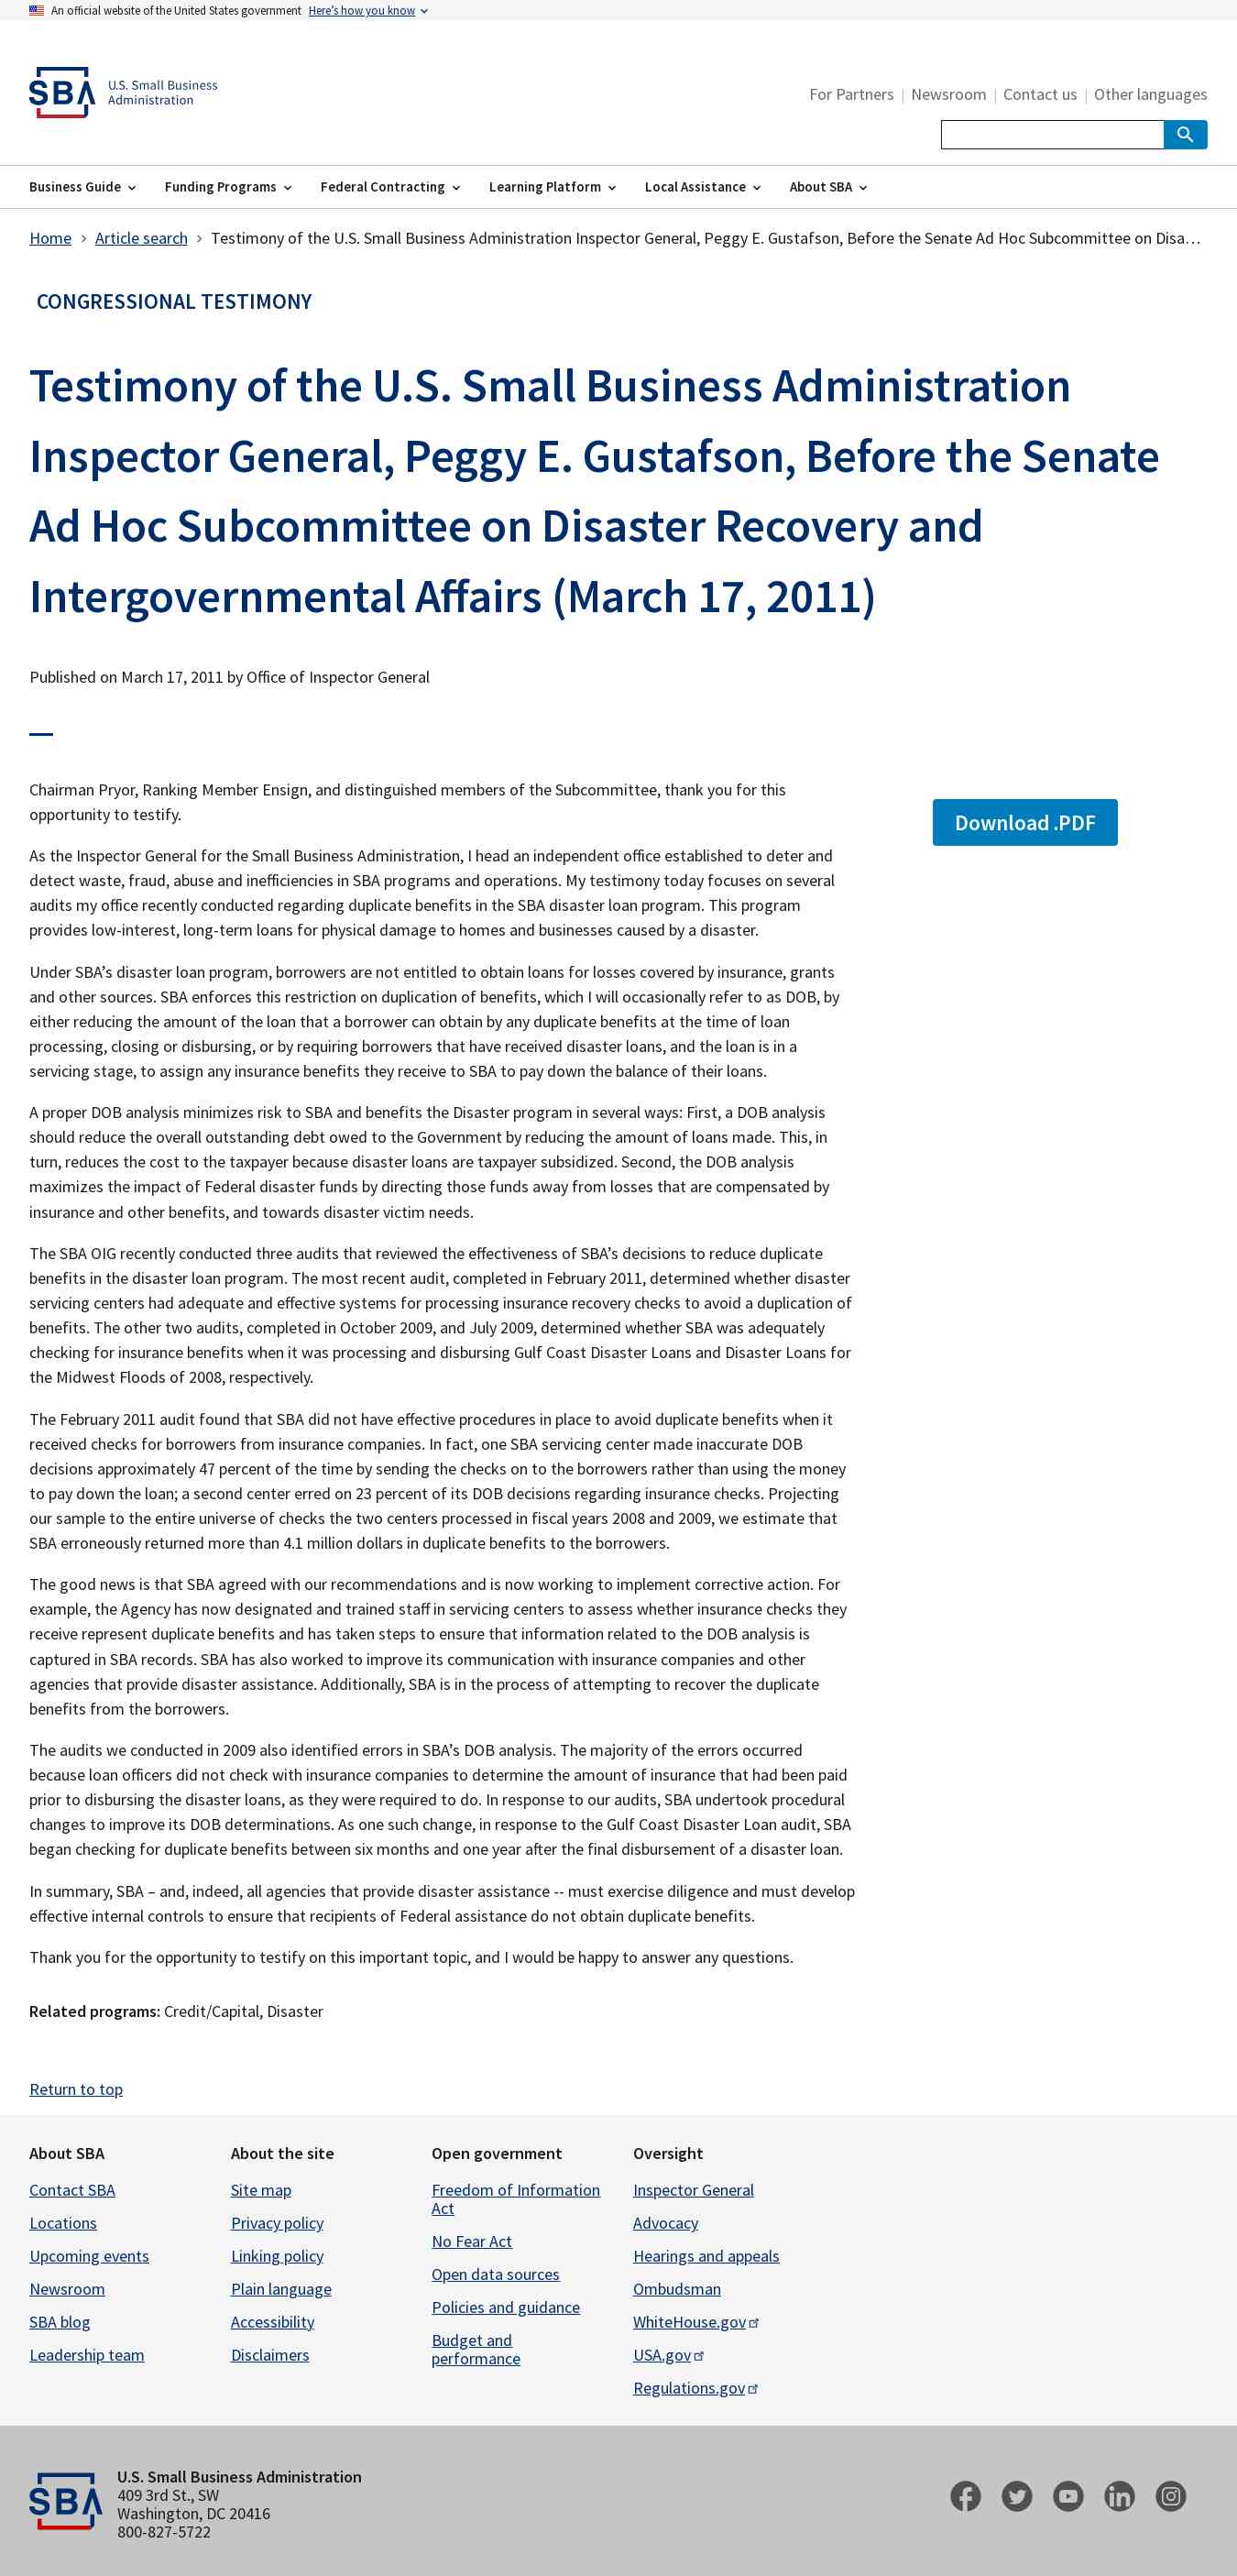 An official website of the United States government Here’s how you know
SBA U.S. Small Business
Administration
For Partners | Newsroom | Contact us | Other languages
Business Guide Funding Programs Federal Contracting Learning Platform Local Assistance About SBA
Home > Article search > Testimony of the U.S. Small Business Administration Inspector General, Peggy E. Gustafson, Before the Senate Ad Hoc Subcommittee on Disa…
CONGRESSIONAL TESTIMONY
Testimony of the U.S. Small Business Administration
Inspector General, Peggy E. Gustafson, Before the Senate
Ad Hoc Subcommittee on Disaster Recovery and
Intergovernmental Affairs (March 17, 2011)
Published on March 17, 2011 by Office of Inspector General
Chairman Pryor, Ranking Member Ensign, and distinguished members of the Subcommittee, thank you for this
opportunity to testify.
Download .PDF
As the Inspector General for the Small Business Administration, I head an independent office established to deter and
detect waste, fraud, abuse and inefficiencies in SBA programs and operations. My testimony today focuses on several
audits my office recently conducted regarding duplicate benefits in the SBA disaster loan program. This program
provides low-interest, long-term loans for physical damage to homes and businesses caused by a disaster.
Under SBA’s disaster loan program, borrowers are not entitled to obtain loans for losses covered by insurance, grants
and other sources. SBA enforces this restriction on duplication of benefits, which I will occasionally refer to as DOB, by
either reducing the amount of the loan that a borrower can obtain by any duplicate benefits at the time of loan
processing, closing or disbursing, or by requiring borrowers that have received disaster loans, and the loan is in a
servicing stage, to assign any insurance benefits they receive to SBA to pay down the balance of their loans.
A proper DOB analysis minimizes risk to SBA and benefits the Disaster program in several ways: First, a DOB analysis
should reduce the overall outstanding debt owed to the Government by reducing the amount of loans made. This, in
turn, reduces the cost to the taxpayer because disaster loans are taxpayer subsidized. Second, the DOB analysis
maximizes the impact of Federal disaster funds by directing those funds away from losses that are compensated by
insurance and other benefits, and towards disaster victim needs.
The SBA OIG recently conducted three audits that reviewed the effectiveness of SBA’s decisions to reduce duplicate
benefits in the disaster loan program. The most recent audit, completed in February 2011, determined whether disaster
servicing centers had adequate and effective systems for processing insurance recovery checks to avoid a duplication of
benefits. The other two audits, completed in October 2009, and July 2009, determined whether SBA was adequately
checking for insurance benefits when it was processing and disbursing Gulf Coast Disaster Loans and Disaster Loans for
the Midwest Floods of 2008, respectively.
The February 2011 audit found that SBA did not have effective procedures in place to avoid duplicate benefits when it
received checks for borrowers from insurance companies. In fact, one SBA servicing center made inaccurate DOB
decisions approximately 47 percent of the time by sending the checks on to the borrowers rather than using the money
to pay down the loan; a second center erred on 23 percent of its DOB decisions regarding insurance checks. Projecting
our sample to the entire universe of checks the two centers processed in fiscal years 2008 and 2009, we estimate that
SBA erroneously returned more than 4.1 million dollars in duplicate benefits to the borrowers.
The good news is that SBA agreed with our recommendations and is now working to implement corrective action. For
example, the Agency has now designated and trained staff in servicing centers to assess whether insurance checks they
receive represent duplicate benefits and has taken steps to ensure that information related to the DOB analysis is
captured in SBA records. SBA has also worked to improve its communication with insurance companies and other
agencies that provide disaster assistance. Additionally, SBA is in the process of attempting to recover the duplicate
benefits from the borrowers.
The audits we conducted in 2009 also identified errors in SBA’s DOB analysis. The majority of the errors occurred
because loan officers did not check with insurance companies to determine the amount of insurance that had been paid
prior to disbursing the disaster loans, as they were required to do. In response to our audits, SBA undertook procedural
changes to improve its DOB determinations. As one such change, in response to the Gulf Coast Disaster Loan audit, SBA
began checking for duplicate benefits between six months and one year after the final disbursement of a disaster loan.
In summary, SBA – and, indeed, all agencies that provide disaster assistance -- must exercise diligence and must develop
effective internal controls to ensure that recipients of Federal assistance do not obtain duplicate benefits.
Thank you for the opportunity to testify on this important topic, and I would be happy to answer any questions.
Related programs: Credit/Capital, Disaster
Return to top
About SBA
Contact SBA
Locations
Upcoming events
Newsroom
SBA blog
Leadership team
About the site
Site map
Privacy policy
Linking policy
Plain language
Accessibility
Disclaimers
Open government
Freedom of Information
Act
No Fear Act
Open data sources
Policies and guidance
Budget and
performance
Oversight
Inspector General
Advocacy
Hearings and appeals
Ombudsman
WhiteHouse.gov
USA.gov
Regulations.gov
SBA
U.S. Small Business Administration
409 3rd St., SW
Washington, DC 20416
800-827-5722